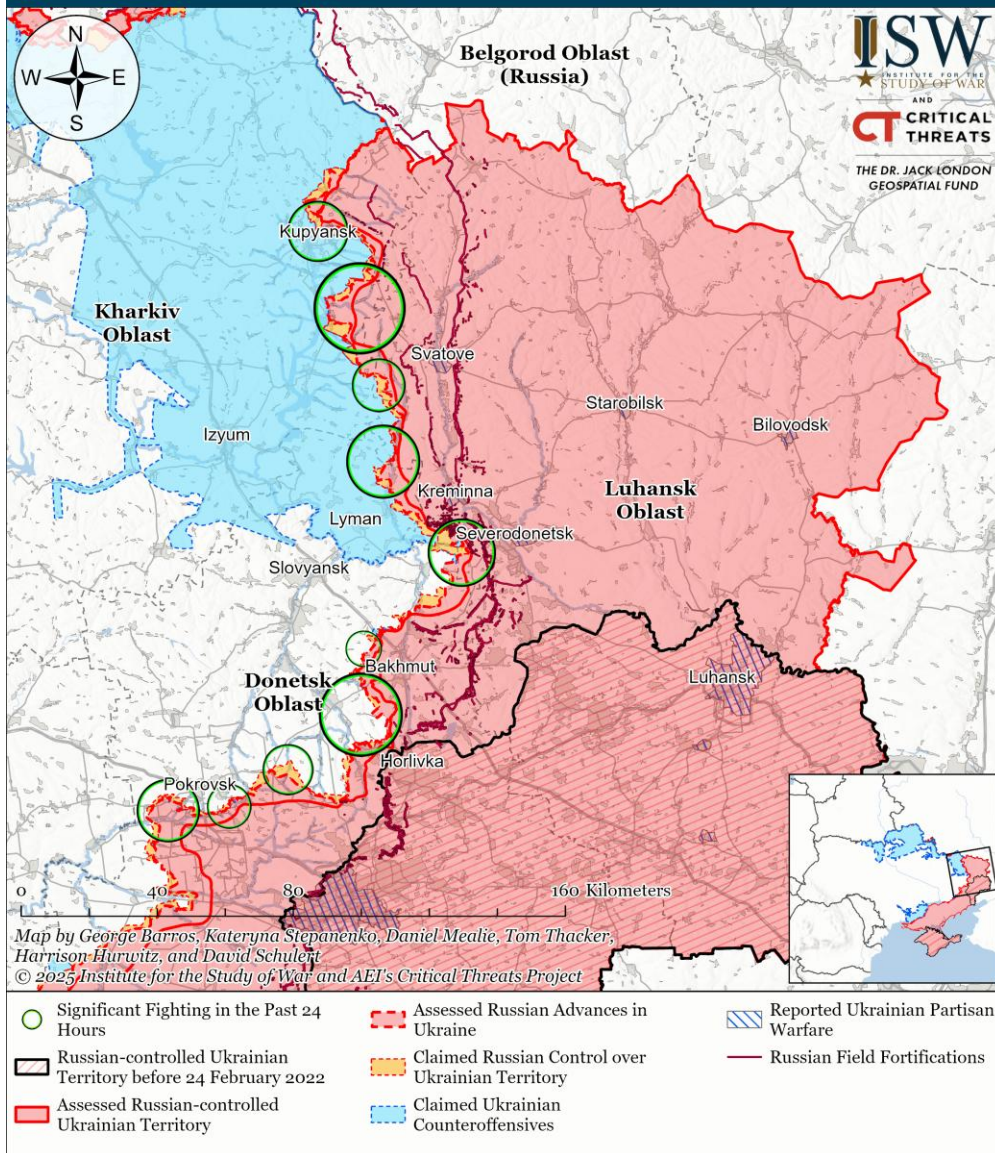 N
W E
S
Belgorod Oblast
(Russia)
ISW
INSTITUTE FOR THE
STUDY OF WAR
AND
CT CRITICAL
THREATS
THE DR. JACK LONDON
GEOSPATIAL FUND
Kupyansk
Kharkiv
Oblast
Svatove
Starobilsk
Bilovodsk
Izyum
Kreminna
Luhansk
Oblast
Lyman
Severodonetsk
Slovyansk
Bakhmut
Luhansk
Donetsk
Oblast
Horlivka
Pokrovsk
0 40 80 160 Kilometers
Map by George Barros, Kateryna Stepanenko, Daniel Mealie, Tom Thacker,
Harrison Hurwitz, and David Schulert
© 2025 Institute for the Study of War and AEI's Critical Threats Project
Significant Fighting in the Past 24
Hours
Russian-controlled Ukrainian
Territory before 24 February 2022
Assessed Russian-controlled
Ukrainian Territory
Assessed Russian Advances in
Ukraine
Claimed Russian Control over
Ukrainian Territory
Claimed Ukrainian
Counteroffensives
Reported Ukrainian Partisan
Warfare
Russian Field Fortifications